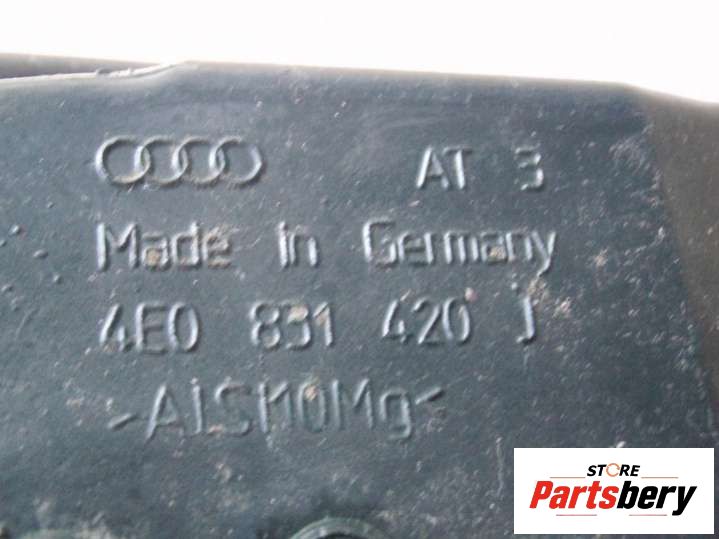 AT 3
Made in Germany
4E0 831 420 J
>AlSi10Mg<
STORE
Partsbery